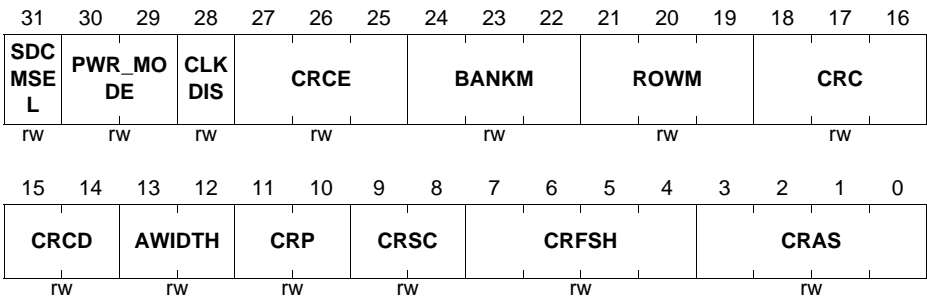 31 30 29 28 27 26 25 24 23 22 21 20 19 18 17 16
SDC
MSE
L
PWR_MO
DE
CLK
DIS
CRCE
BANKM
ROWM
CRC
rw rw rw rw rw rw rw
15 14 13 12 11 10 9 8 7 6 5 4 3 2 1 0
CRCD AWIDTH CRP CRSC CRFSH CRAS
rw rw rw rw rw rw